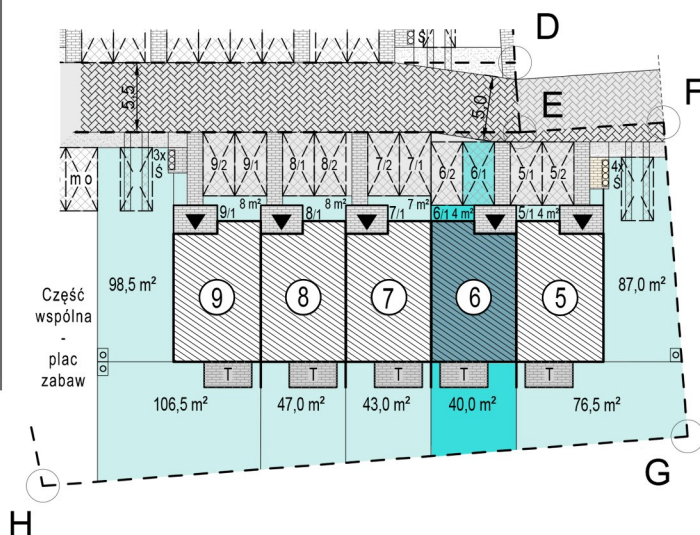 D
Ś
5,5
5,0
E
F
3x
Ś
m o
9/2
9/1
8/1
8/2
7/2
7/1
6/2
6/1
5/1
5/2
4x
Ś
9/1
8 m²
8/1
8 m²
7/1
7 m²
6/1 4 m²
5/1 4 m²
98,5 m²
87,0 m²
9
8
7
6
5
Część
wspólna
-
plac
zabaw
T
T
T
T
T
106,5 m²
47,0 m²
43,0 m²
40,0 m²
76,5 m²
G
H